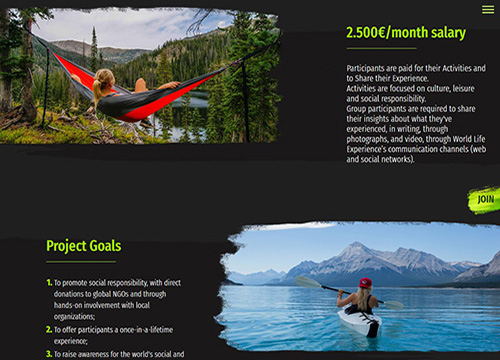 2.500€/month salary
Participants are paid for their Activities and
to Share their Experience.
Activities are focused on culture, leisure
and social responsibility.
Group participants are required to share
their insights about what they've
experienced, in writing, through
photographs, and video, through World Life
Experience's communication channels (web
and social networks).
JOIN
Project Goals
1. To promote social responsibility, with direct
donations to global NGOs and through
hands-on involvement with local
organizations;
2. To offer participants a once-in-a-lifetime
experience;
3. To raise awareness for the world's social and